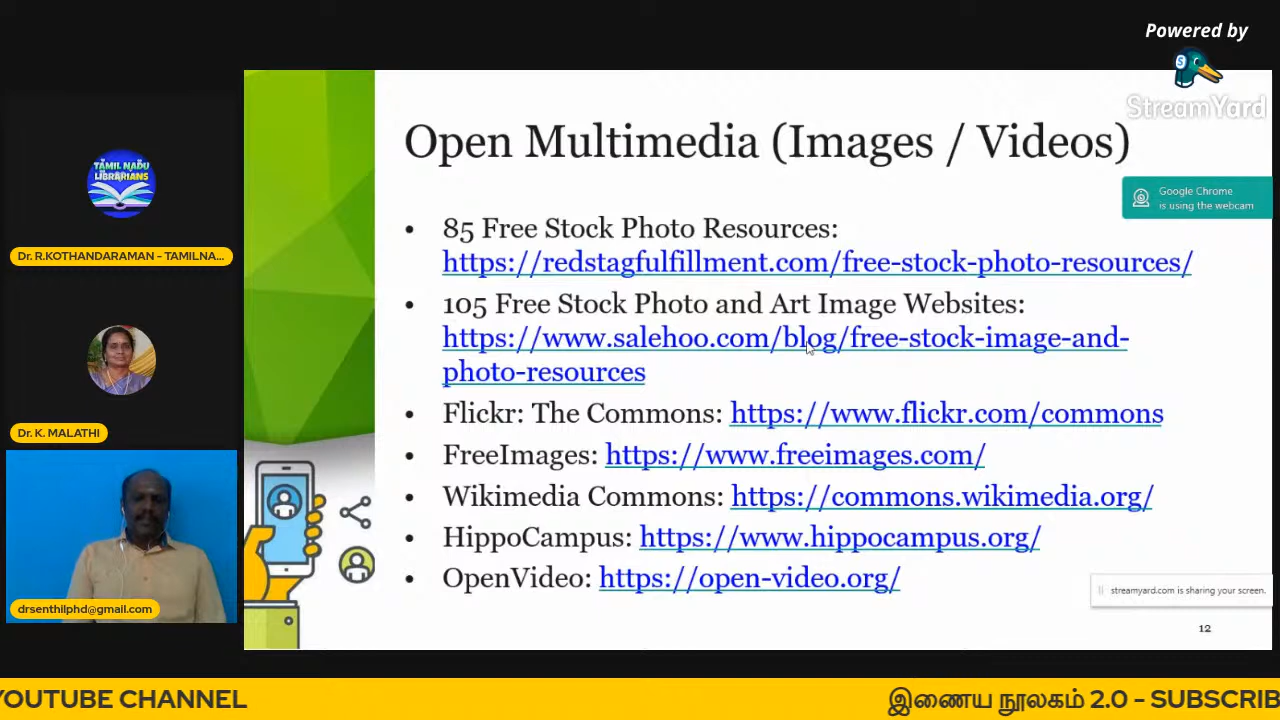 Powered by
StreamYard
TAMIL NADU
LIBRARIANS
Dr. R.KOTHANDARAMAN - TAMILNA...
Dr. K. MALATHI
drsenthilphd@gmail.com
Open Multimedia (Images / Videos)
Google Chrome
is using the webcam
• 85 Free Stock Photo Resources:
https://redstagfulfillment.com/free-stock-photo-resources/
• 105 Free Stock Photo and Art Image Websites:
https://www.salehoo.com/blog/free-stock-image-and-
photo-resources
• Flickr: The Commons: https://www.flickr.com/commons
• FreeImages: https://www.freeimages.com/
• Wikimedia Commons: https://commons.wikimedia.org/
• HippoCampus: https://www.hippocampus.org/
• OpenVideo: https://open-video.org/
streamyard.com is sharing your screen.
12
YOUTUBE CHANNEL இணைய நூலகம் 2.0 - SUBSCRIB